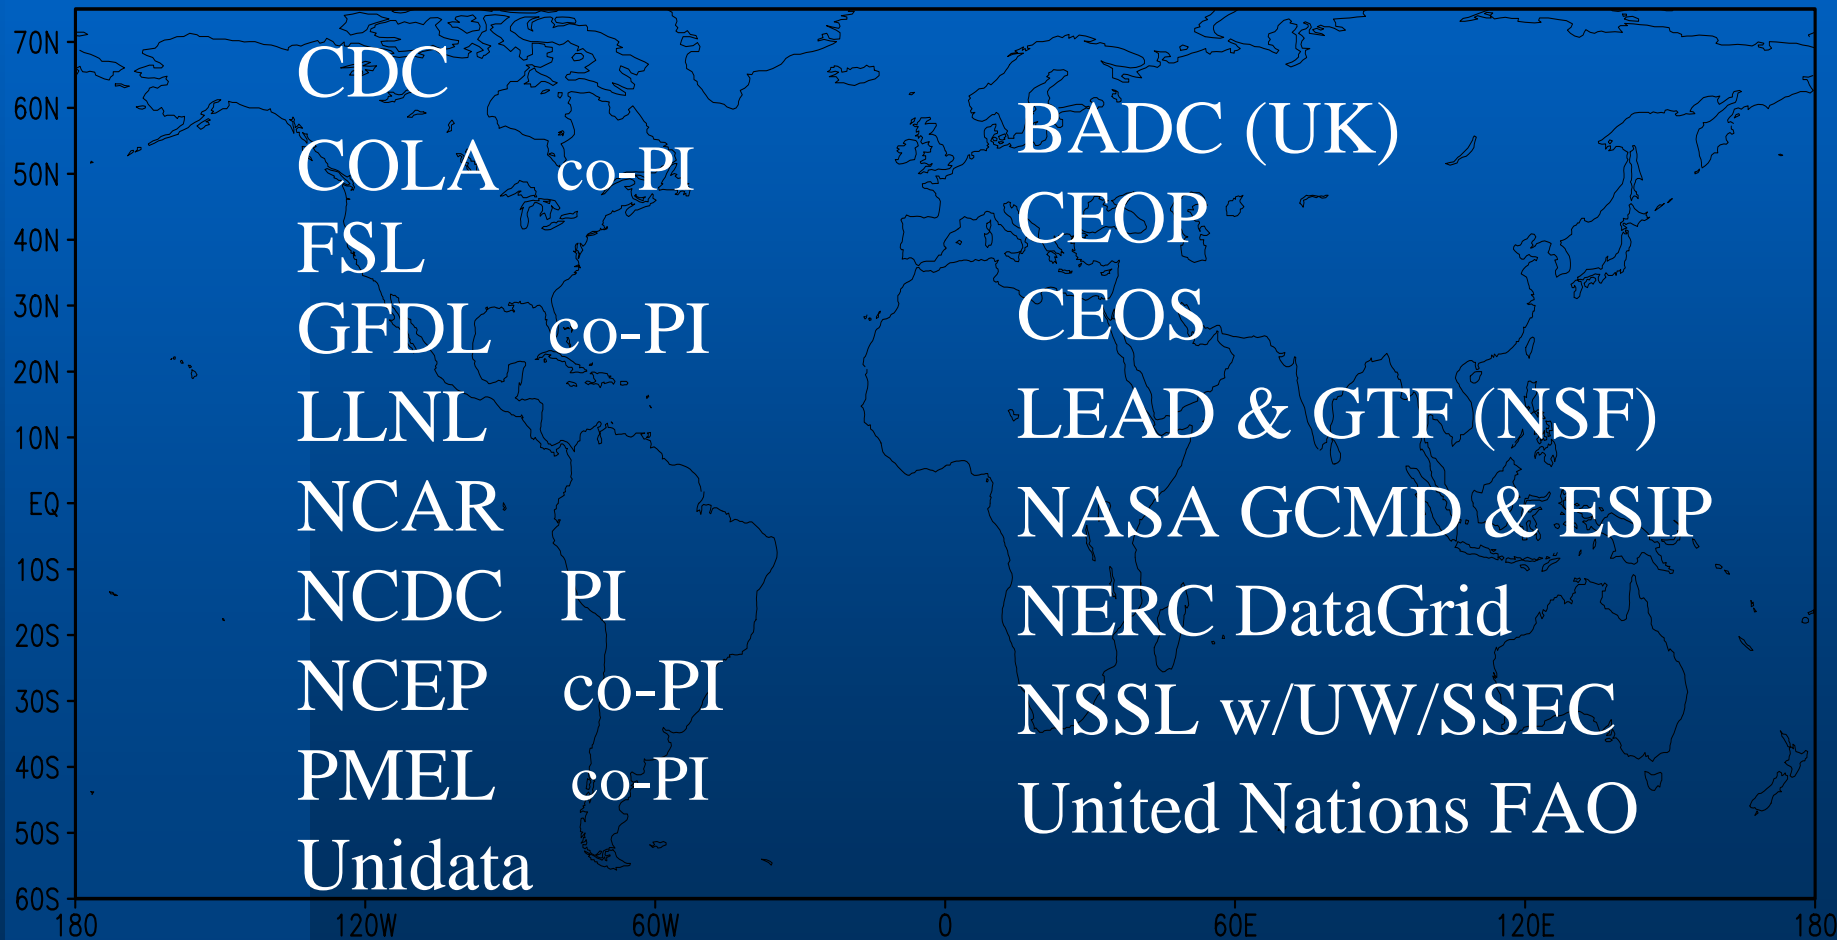 70N
60N
50N
40N
30N
20N
10N
EQ
10S
20S
30S
40S
50S
60S
CDC
COLA co-PI
FSL
GFDL co-PI
LLNL
NCAR
NCDC PI
NCEP co-PI
PMEL co-PI
Unidata
BADC (UK)
CEOP
CEOS
LEAD & GTF (NSF)
NASA GCMD & ESIP
NERC DataGrid
NSSL w/UW/SSEC
United Nations FAO
180 120W 60W 0 60E 120E 180